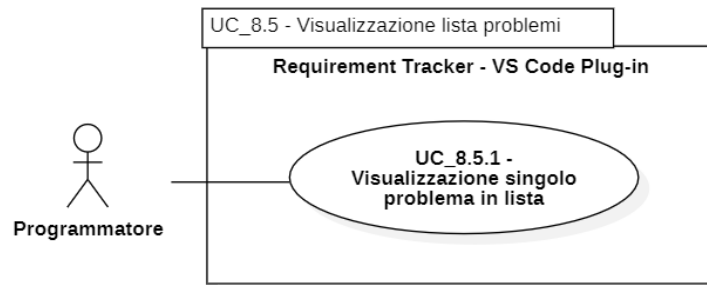 UC_8.5 - Visualizzazione lista problemi
Requirement Tracker - VS Code Plug-in
UC_8.5.1 -
Visualizzazione singolo
problema in lista
Programmatore